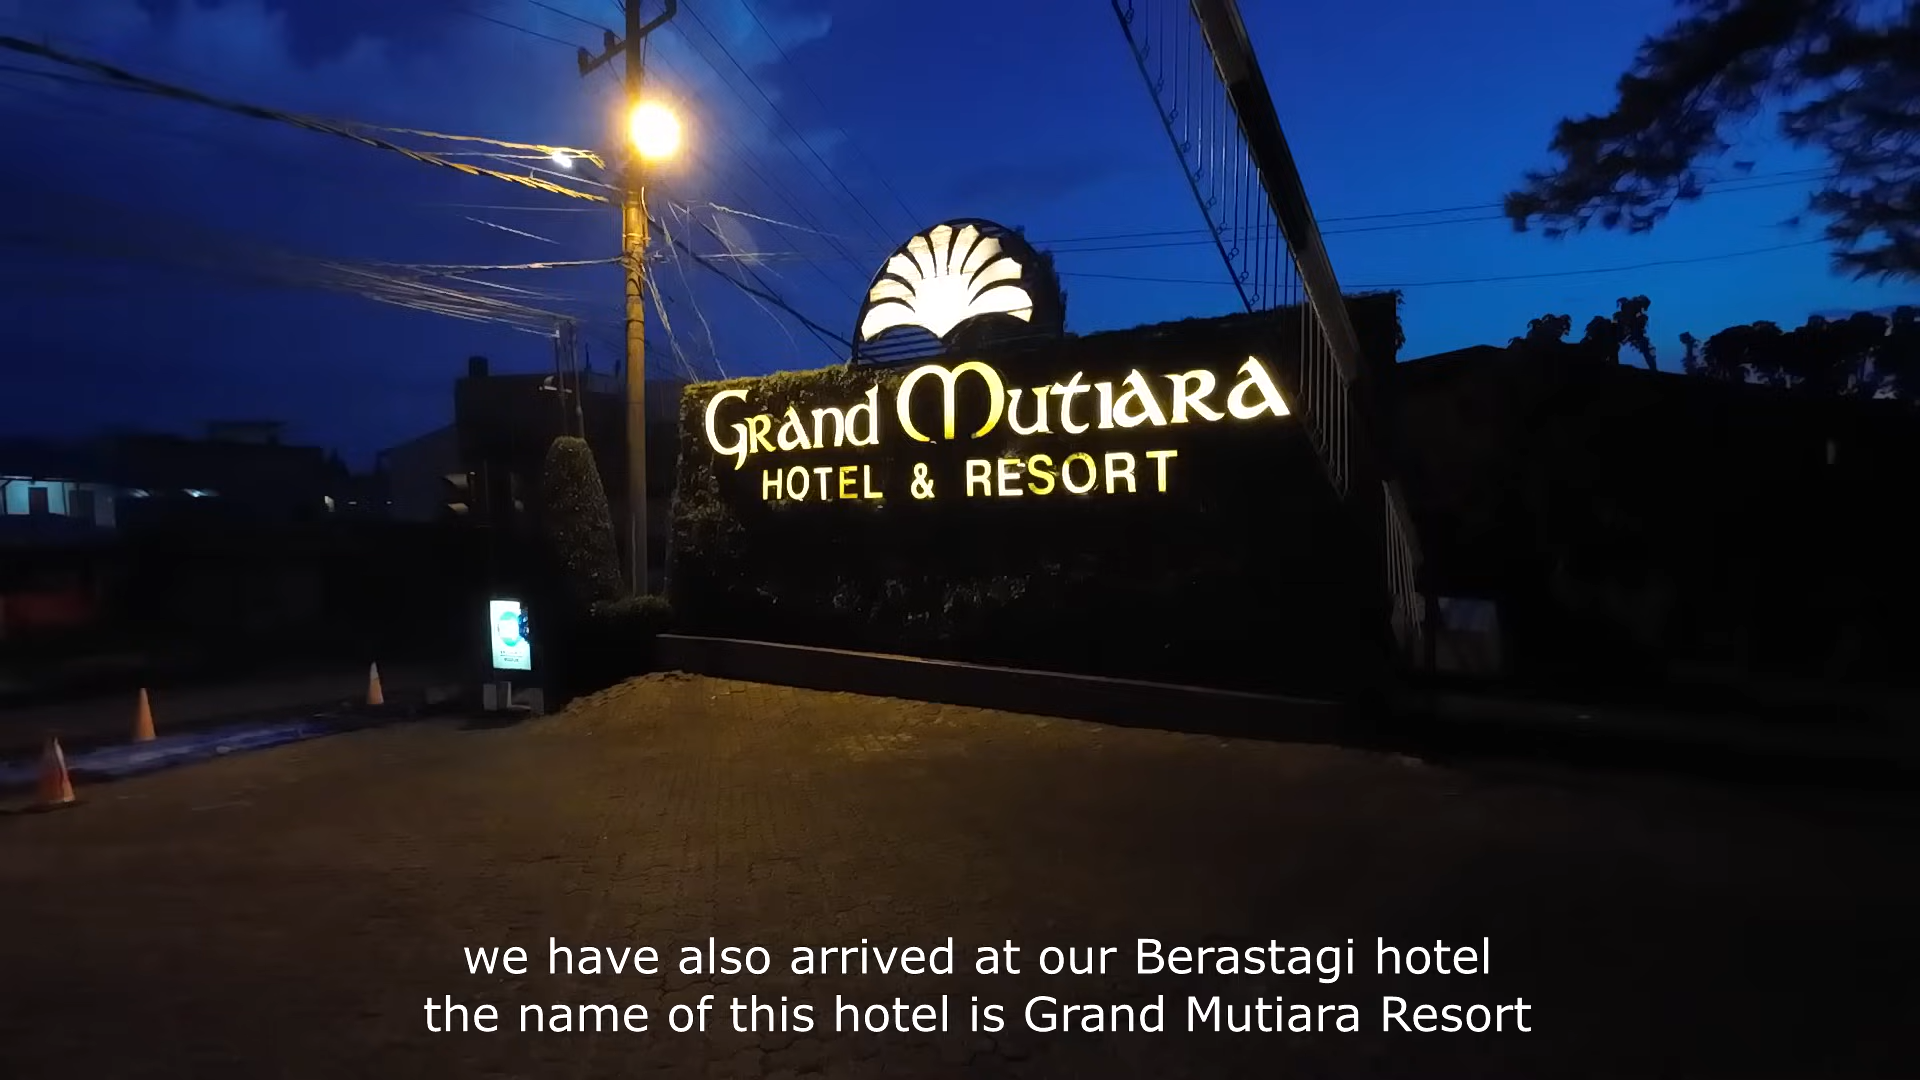 Grand Mutiara
HOTEL & RESORT
we have also arrived at our Berastagi hotel
the name of this hotel is Grand Mutiara Resort